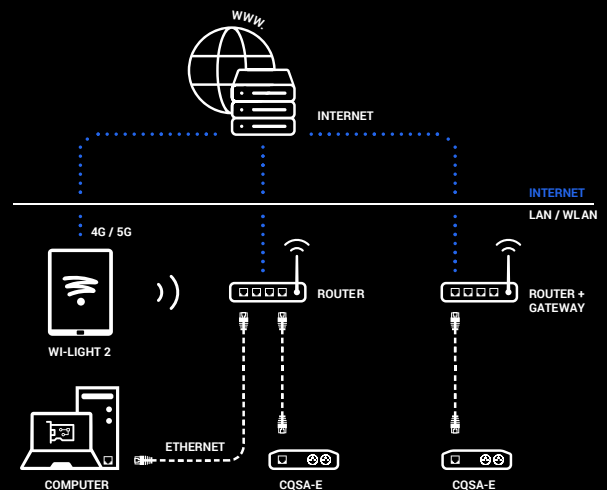 WWW.
INTERNET
INTERNET
LAN / WLAN
4G / 5G
ROUTER
ROUTER +
GATEWAY
WI-LIGHT 2
ETHERNET
COMPUTER
CQSA-E
CQSA-E